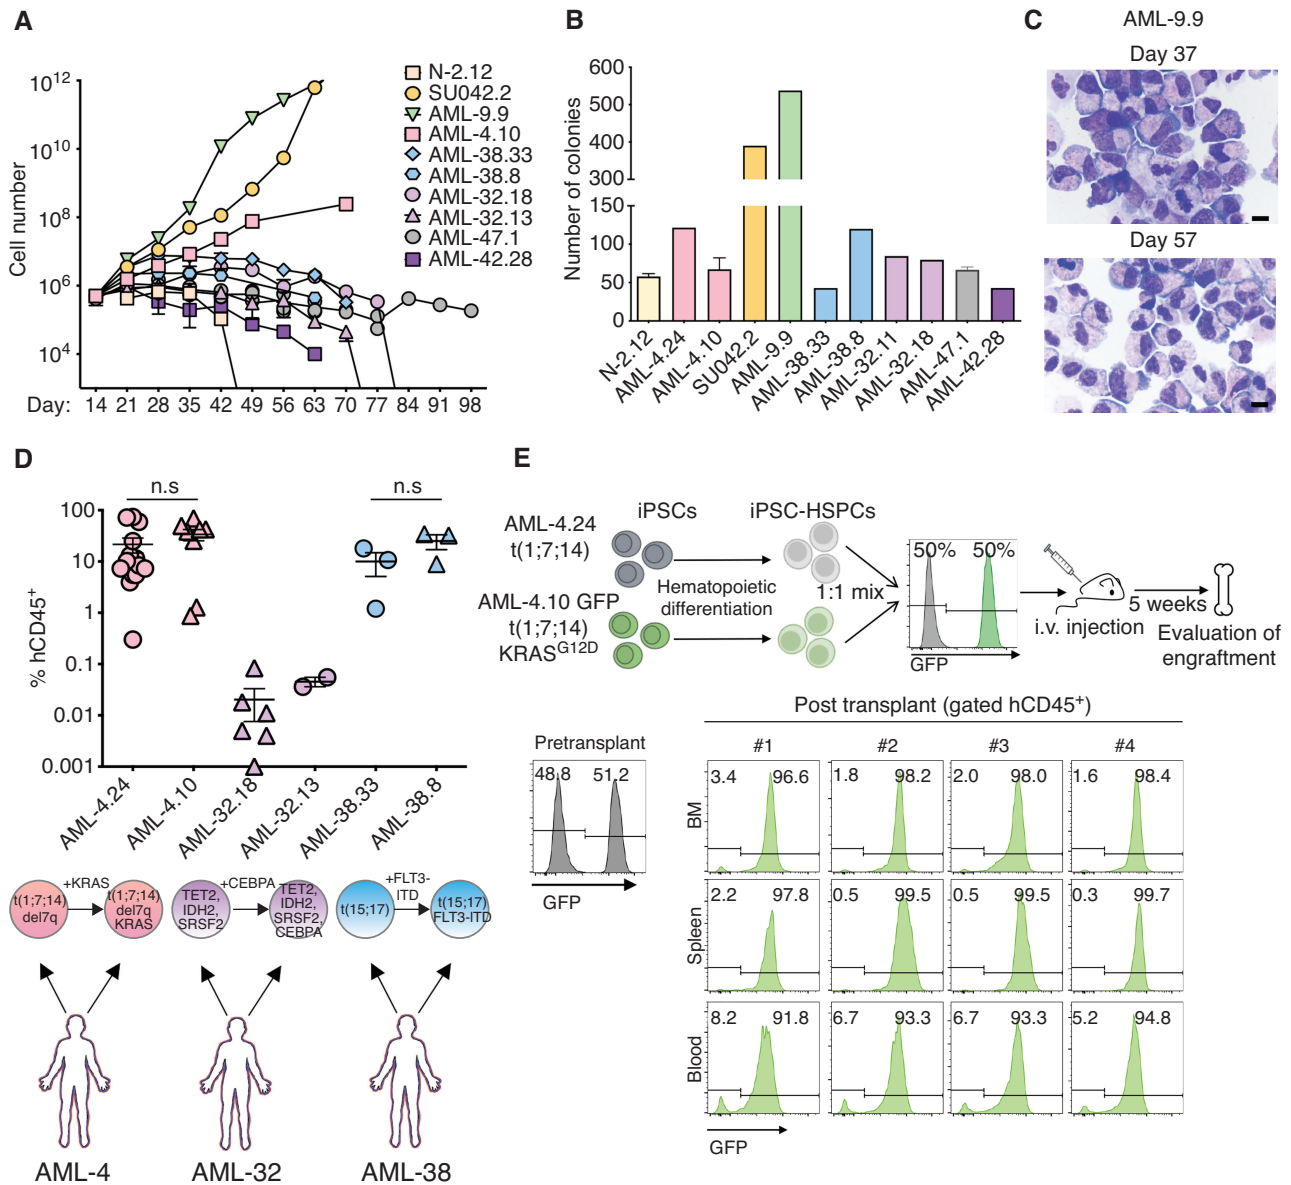 A
10^12
10^10
10^8
10^6
10^4
Cell number
Day: 14 21 28 35 42 49 56 63 70 77 84 91 98
N-2.12
SU042.2
AML-9.9
AML-4.10
AML-38.33
AML-38.8
AML-32.18
AML-32.13
AML-47.1
AML-42.28
B
Number of colonies
600
500
400
300
150
100
50
0
N-2.12
AML-4.24
AML-4.10
SU042.2
AML-9.9
AML-38.33
AML-38.8
AML-32.11
AML-32.18
AML-47.1
AML-42.28
C
AML-9.9
Day 37
Day 57
D
n.s
n.s
% hCD45+
100
10
1
0.1
0.01
0.001
AML-4.24
AML-4.10
AML-32.18
AML-32.13
AML-38.33
AML-38.8
t(1;7;14)
del7q
+KRAS
t(1;7;14)
del7q
KRAS
TET2,
IDH2,
SRSF2
+CEBPA
TET2,
IDH2,
SRSF2,
CEBPA
t(15;17)
+FLT3-
ITD
t(15;17)
FLT3-ITD
AML-4
AML-32
AML-38
E
iPSCs
iPSC-HSPCs
AML-4.24
t(1;7;14)
Hematopoietic
differentiation
AML-4.10 GFP
t(1;7;14)
KRAS^G12D
1:1 mix
50% 50%
GFP
i.v. injection
5 weeks
Evaluation of
engraftment
Post transplant (gated hCD45+)
Pretransplant
48.8 51.2
GFP
#1 #2 #3 #4
BM
3.4 96.6
1.8 98.2
2.0 98.0
1.6 98.4
Spleen
2.2 97.8
0.5 99.5
0.5 99.5
0.3 99.7
Blood
8.2 91.8
6.7 93.3
6.7 93.3
5.2 94.8
GFP